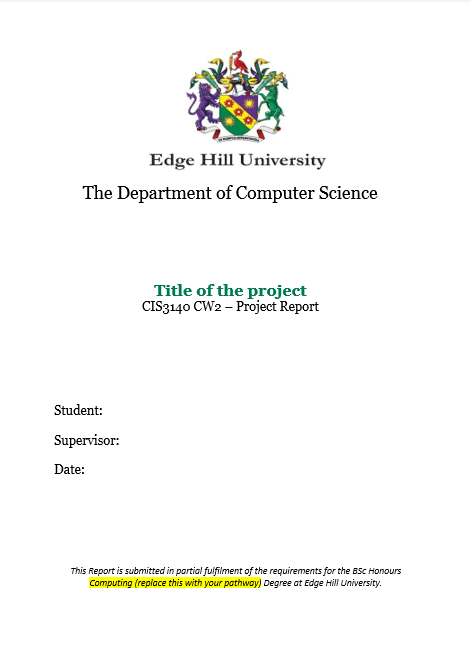 Edge Hill University
The Department of Computer Science
Title of the project
CIS3140 CW2 – Project Report
Student:
Supervisor:
Date:
This Report is submitted in partial fulfilment of the requirements for the BSc Honours
Computing (replace this with your pathway) Degree at Edge Hill University.